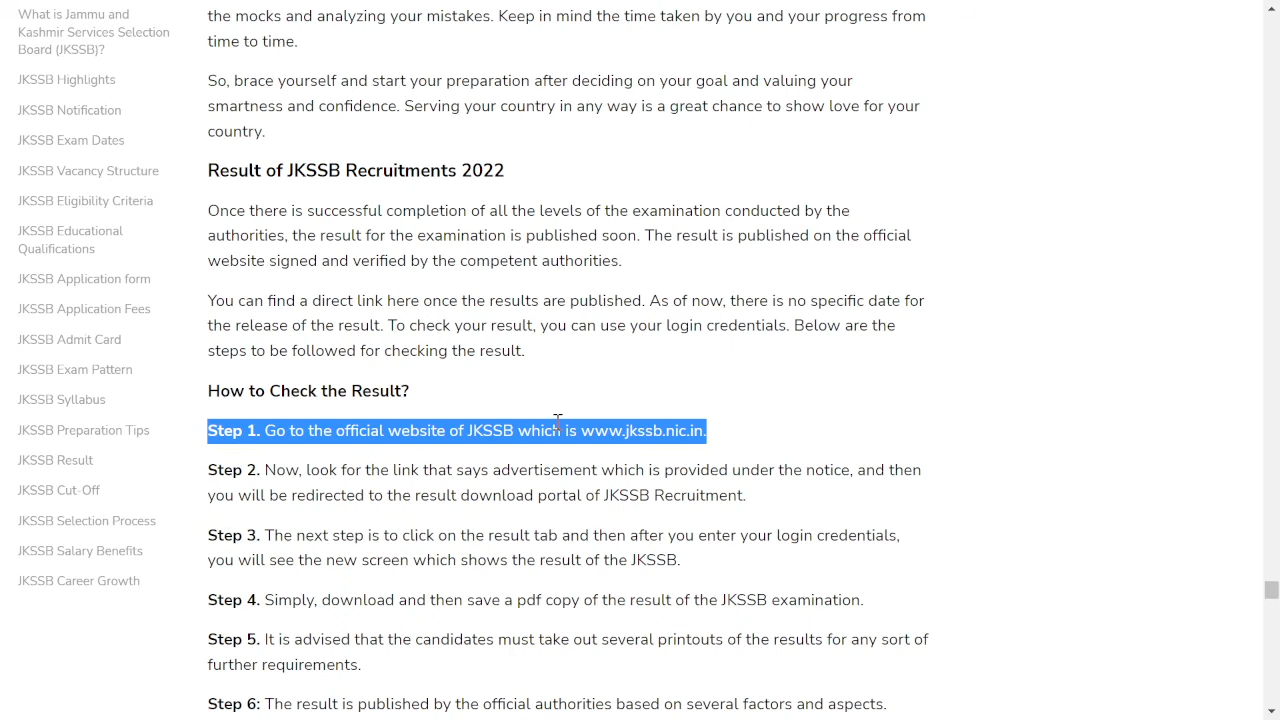 What is Jammu and
Kashmir Services Selection
Board (JKSSB)?
JKSSB Highlights
JKSSB Notification
JKSSB Exam Dates
JKSSB Vacancy Structure
JKSSB Eligibility Criteria
JKSSB Educational
Qualifications
JKSSB Application form
JKSSB Application Fees
JKSSB Admit Card
JKSSB Exam Pattern
JKSSB Syllabus
JKSSB Preparation Tips
JKSSB Result
JKSSB Cut-Off
JKSSB Selection Process
JKSSB Salary Benefits
JKSSB Career Growth
the mocks and analyzing your mistakes. Keep in mind the time taken by you and your progress from
time to time.
So, brace yourself and start your preparation after deciding on your goal and valuing your
smartness and confidence. Serving your country in any way is a great chance to show love for your
country.
Result of JKSSB Recruitments 2022
Once there is successful completion of all the levels of the examination conducted by the
authorities, the result for the examination is published soon. The result is published on the official
website signed and verified by the competent authorities.
You can find a direct link here once the results are published. As of now, there is no specific date for
the release of the result. To check your result, you can use your login credentials. Below are the
steps to be followed for checking the result.
How to Check the Result?
Step 1. Go to the official website of JKSSB which is www.jkssb.nic.in.
Step 2. Now, look for the link that says advertisement which is provided under the notice, and then
you will be redirected to the result download portal of JKSSB Recruitment.
Step 3. The next step is to click on the result tab and then after you enter your login credentials,
you will see the new screen which shows the result of the JKSSB.
Step 4. Simply, download and then save a pdf copy of the result of the JKSSB examination.
Step 5. It is advised that the candidates must take out several printouts of the results for any sort of
further requirements.
Step 6: The result is published by the official authorities based on several factors and aspects.